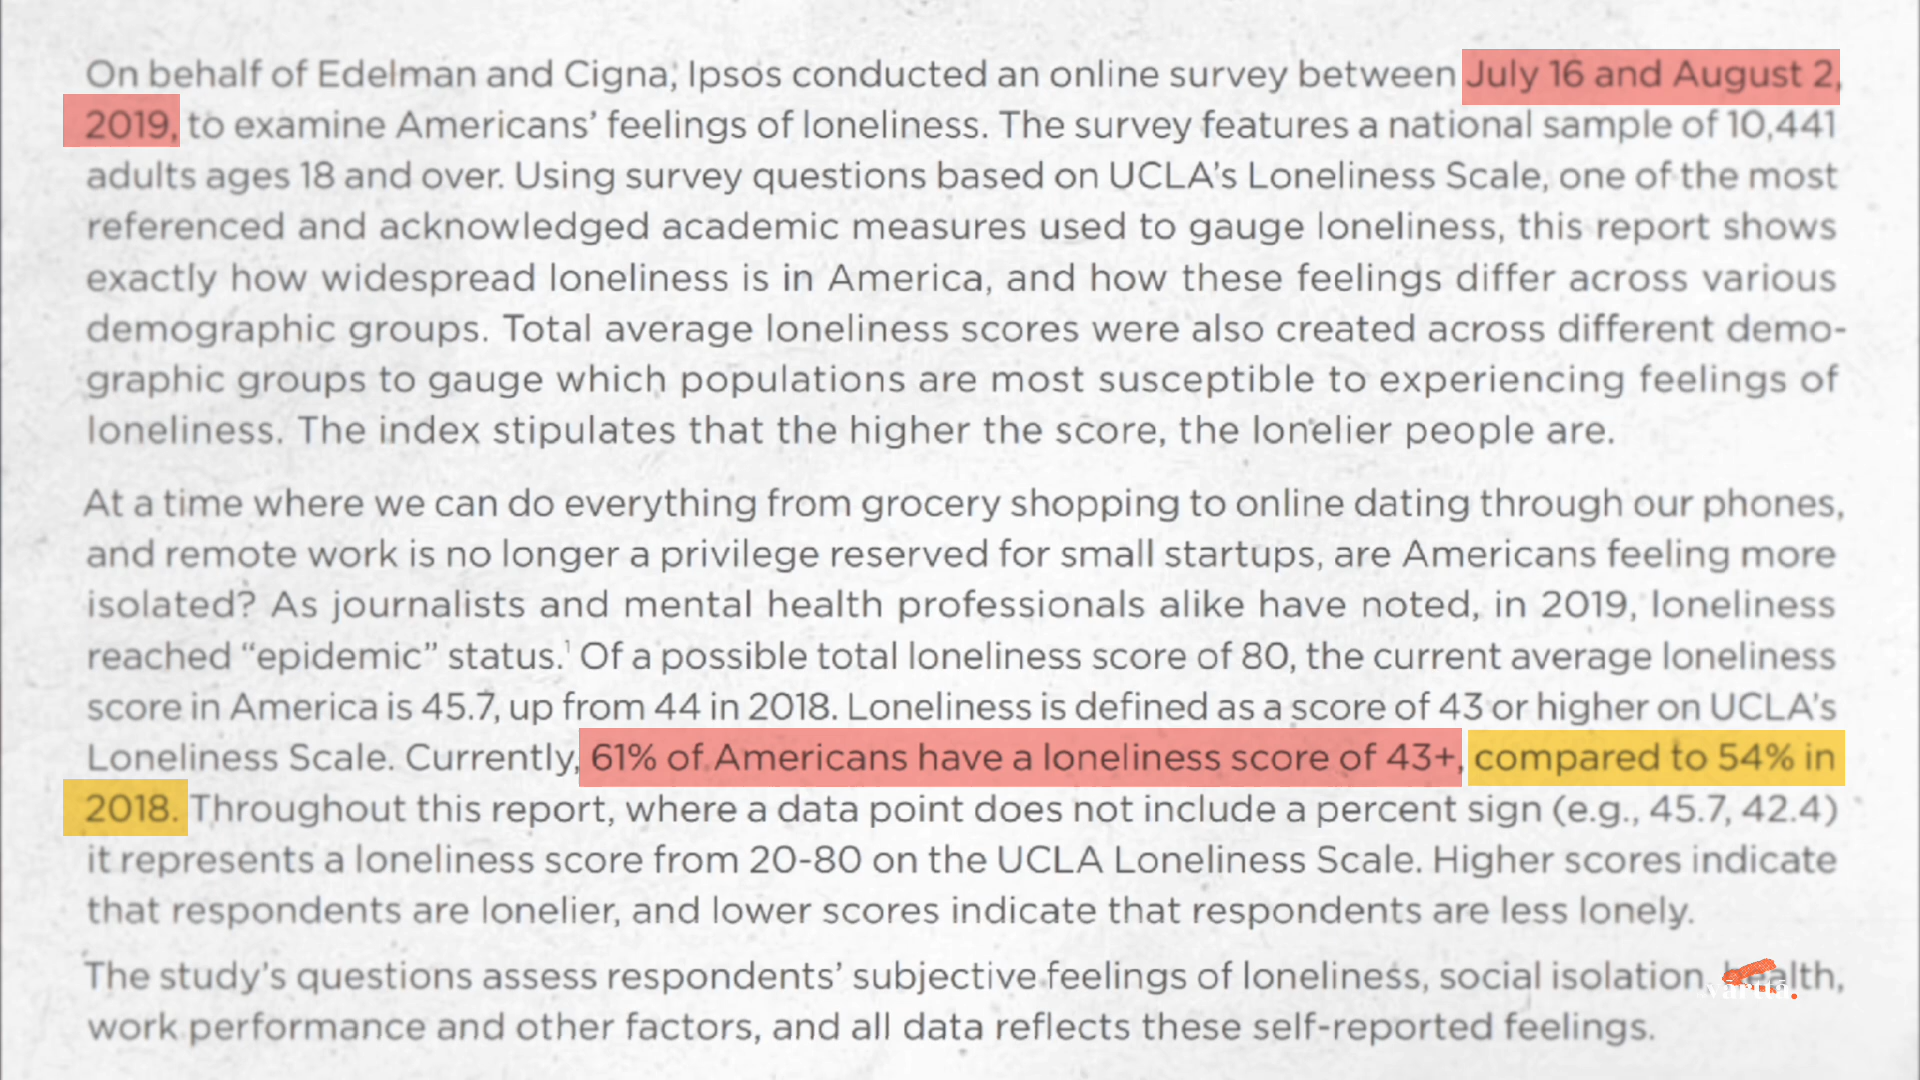 On behalf of Edelman and Cigna, Ipsos conducted an online survey between July 16 and August 2,
2019, to examine Americans’ feelings of loneliness. The survey features a national sample of 10,441
adults ages 18 and over. Using survey questions based on UCLA’s Loneliness Scale, one of the most
referenced and acknowledged academic measures used to gauge loneliness, this report shows
exactly how widespread loneliness is in America, and how these feelings differ across various
demographic groups. Total average loneliness scores were also created across different demo-
graphic groups to gauge which populations are most susceptible to experiencing feelings of
loneliness. The index stipulates that the higher the score, the lonelier people are.
At a time where we can do everything from grocery shopping to online dating through our phones,
and remote work is no longer a privilege reserved for small startups, are Americans feeling more
isolated? As journalists and mental health professionals alike have noted, in 2019, loneliness
reached “epidemic” status.¹ Of a possible total loneliness score of 80, the current average loneliness
score in America is 45.7, up from 44 in 2018. Loneliness is defined as a score of 43 or higher on UCLA’s
Loneliness Scale. Currently, 61% of Americans have a loneliness score of 43+, compared to 54% in
2018. Throughout this report, where a data point does not include a percent sign (e.g., 45.7, 42.4)
it represents a loneliness score from 20-80 on the UCLA Loneliness Scale. Higher scores indicate
that respondents are lonelier, and lower scores indicate that respondents are less lonely.
The study’s questions assess respondents’ subjective feelings of loneliness, social isolation, health,
work performance and other factors, and all data reflects these self-reported feelings.